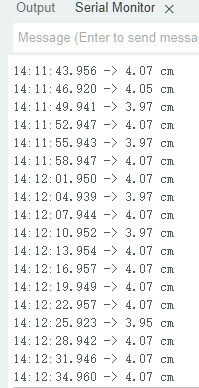 Output Serial Monitor ×
Message (Enter to send messa
14:11:43.956 -> 4.07 cm
14:11:46.920 -> 4.05 cm
14:11:49.941 -> 3.97 cm
14:11:52.947 -> 4.07 cm
14:11:55.943 -> 3.97 cm
14:11:58.947 -> 4.07 cm
14:12:01.950 -> 4.07 cm
14:12:04.939 -> 3.97 cm
14:12:07.944 -> 4.07 cm
14:12:10.952 -> 3.97 cm
14:12:13.954 -> 4.07 cm
14:12:16.957 -> 4.07 cm
14:12:19.949 -> 4.07 cm
14:12:22.957 -> 4.07 cm
14:12:25.923 -> 3.95 cm
14:12:28.942 -> 4.07 cm
14:12:31.946 -> 4.07 cm
14:12:34.960 -> 4.07 cm